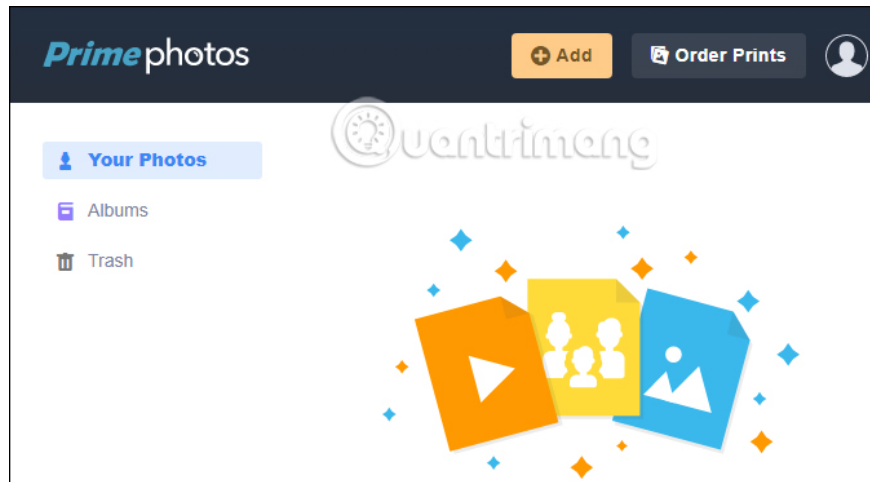 Prime photos
Add
Order Prints
Quantrimang
Your Photos
Albums
Trash